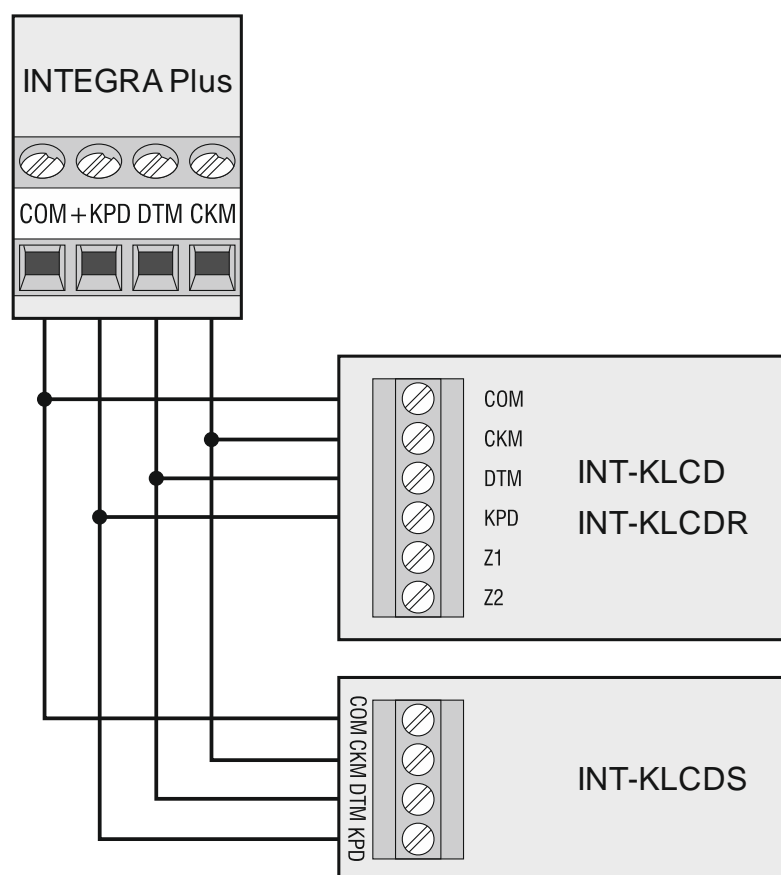 INTEGRA Plus
COM +KPD DTM CKM
COM
CKM
DTM
KPD
Z1
Z2
INT-KLCD
INT-KLCDR
COM CKM DTM KPD
INT-KLCDS